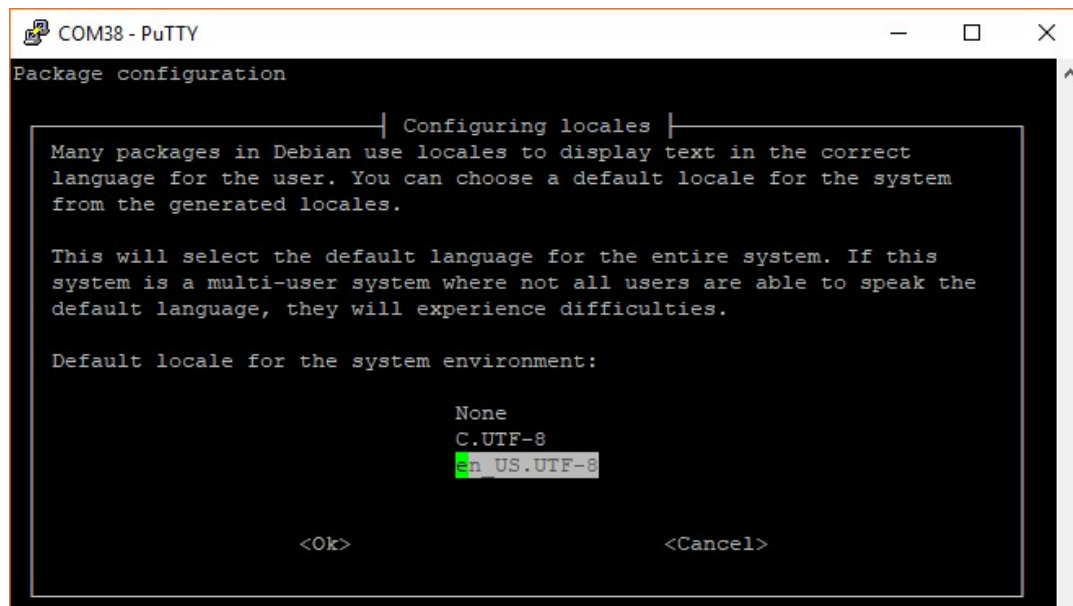 COM38 - PuTTY
Package configuration
Configuring locales
Many packages in Debian use locales to display text in the correct
language for the user. You can choose a default locale for the system
from the generated locales.
This will select the default language for the entire system. If this
system is a multi-user system where not all users are able to speak the
default language, they will experience difficulties.
Default locale for the system environment:
None
C.UTF-8
en_US.UTF-8
<Ok> <Cancel>